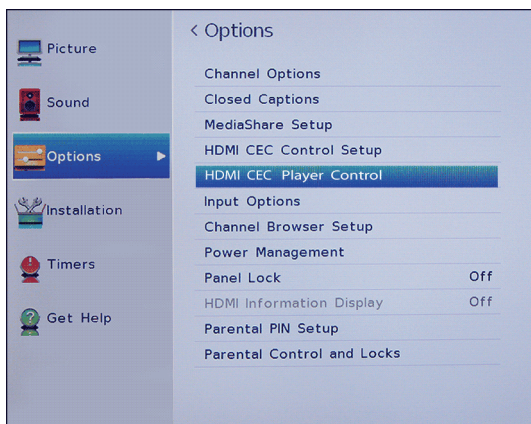 Picture
Sound
Options
Installation
Timers
Get Help
< Options
Channel Options
Closed Captions
MediaShare Setup
HDMI CEC Control Setup
HDMI CEC Player Control
Input Options
Channel Browser Setup
Power Management
Panel Lock Off
HDMI Information Display Off
Parental PIN Setup
Parental Control and Locks